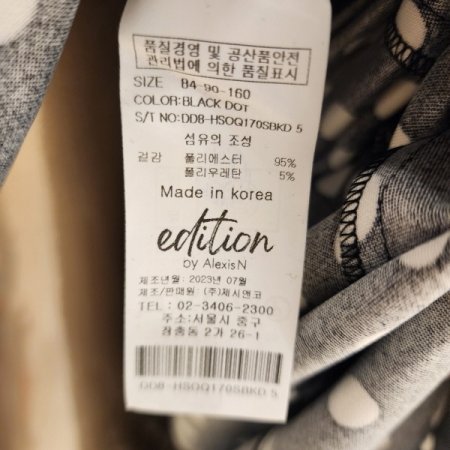 품질경영 및 공산품안전
관리법에 의한 품질표시
SIZE 84-90-160
COLOR:BLACK DOT
S/T NO:DDB-HSOQ170SBKD 5
섬유의 조성
겉감 폴리에스터 95%
폴리우레탄 5%
Made in korea
edition
by AlexisN
제조년월 : 2023년 07월
제조/판매원 : (주)제시앤코
TEL : 02-3406-2300
주소:서울시 중구
장충동 2가 26-1
DDB-HSOQ170SBKD 5